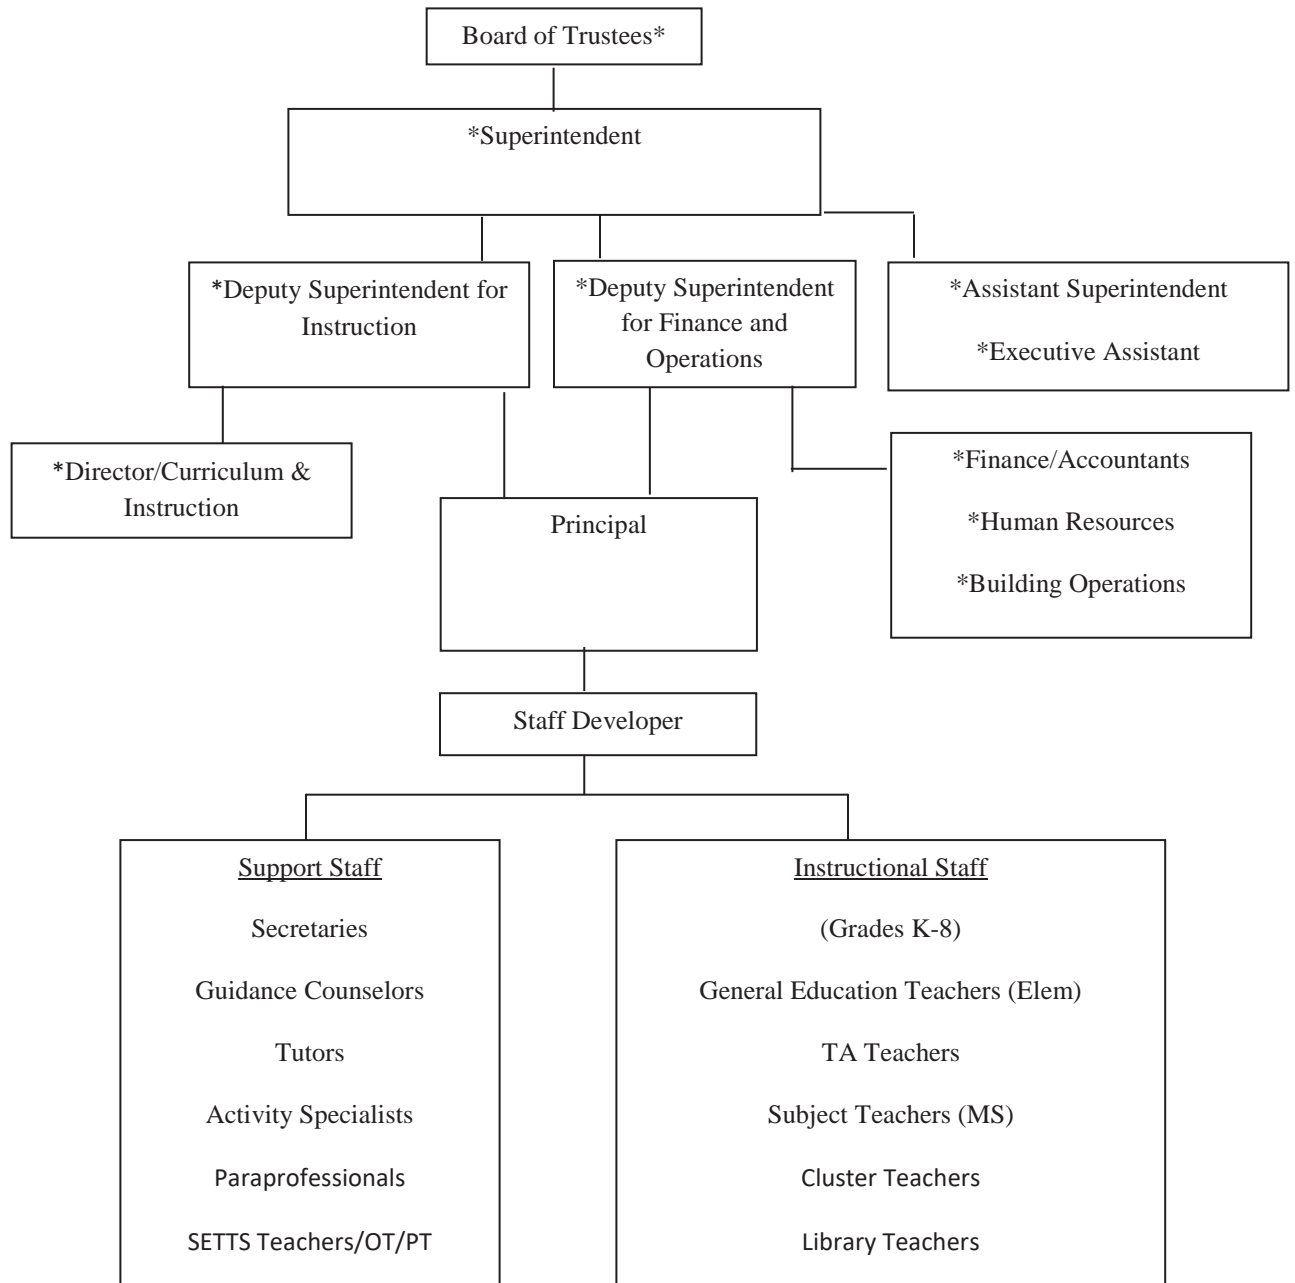 Board of Trustees*
*Superintendent
*Deputy Superintendent for
Instruction
*Deputy Superintendent
for Finance and
Operations
*Assistant Superintendent
*Executive Assistant
*Director/Curriculum &
Instruction
Principal
*Finance/Accountants
*Human Resources
*Building Operations
Staff Developer
Support Staff
Secretaries
Guidance Counselors
Tutors
Activity Specialists
Paraprofessionals
SETTS Teachers/OT/PT
Instructional Staff
(Grades K-8)
General Education Teachers (Elem)
TA Teachers
Subject Teachers (MS)
Cluster Teachers
Library Teachers